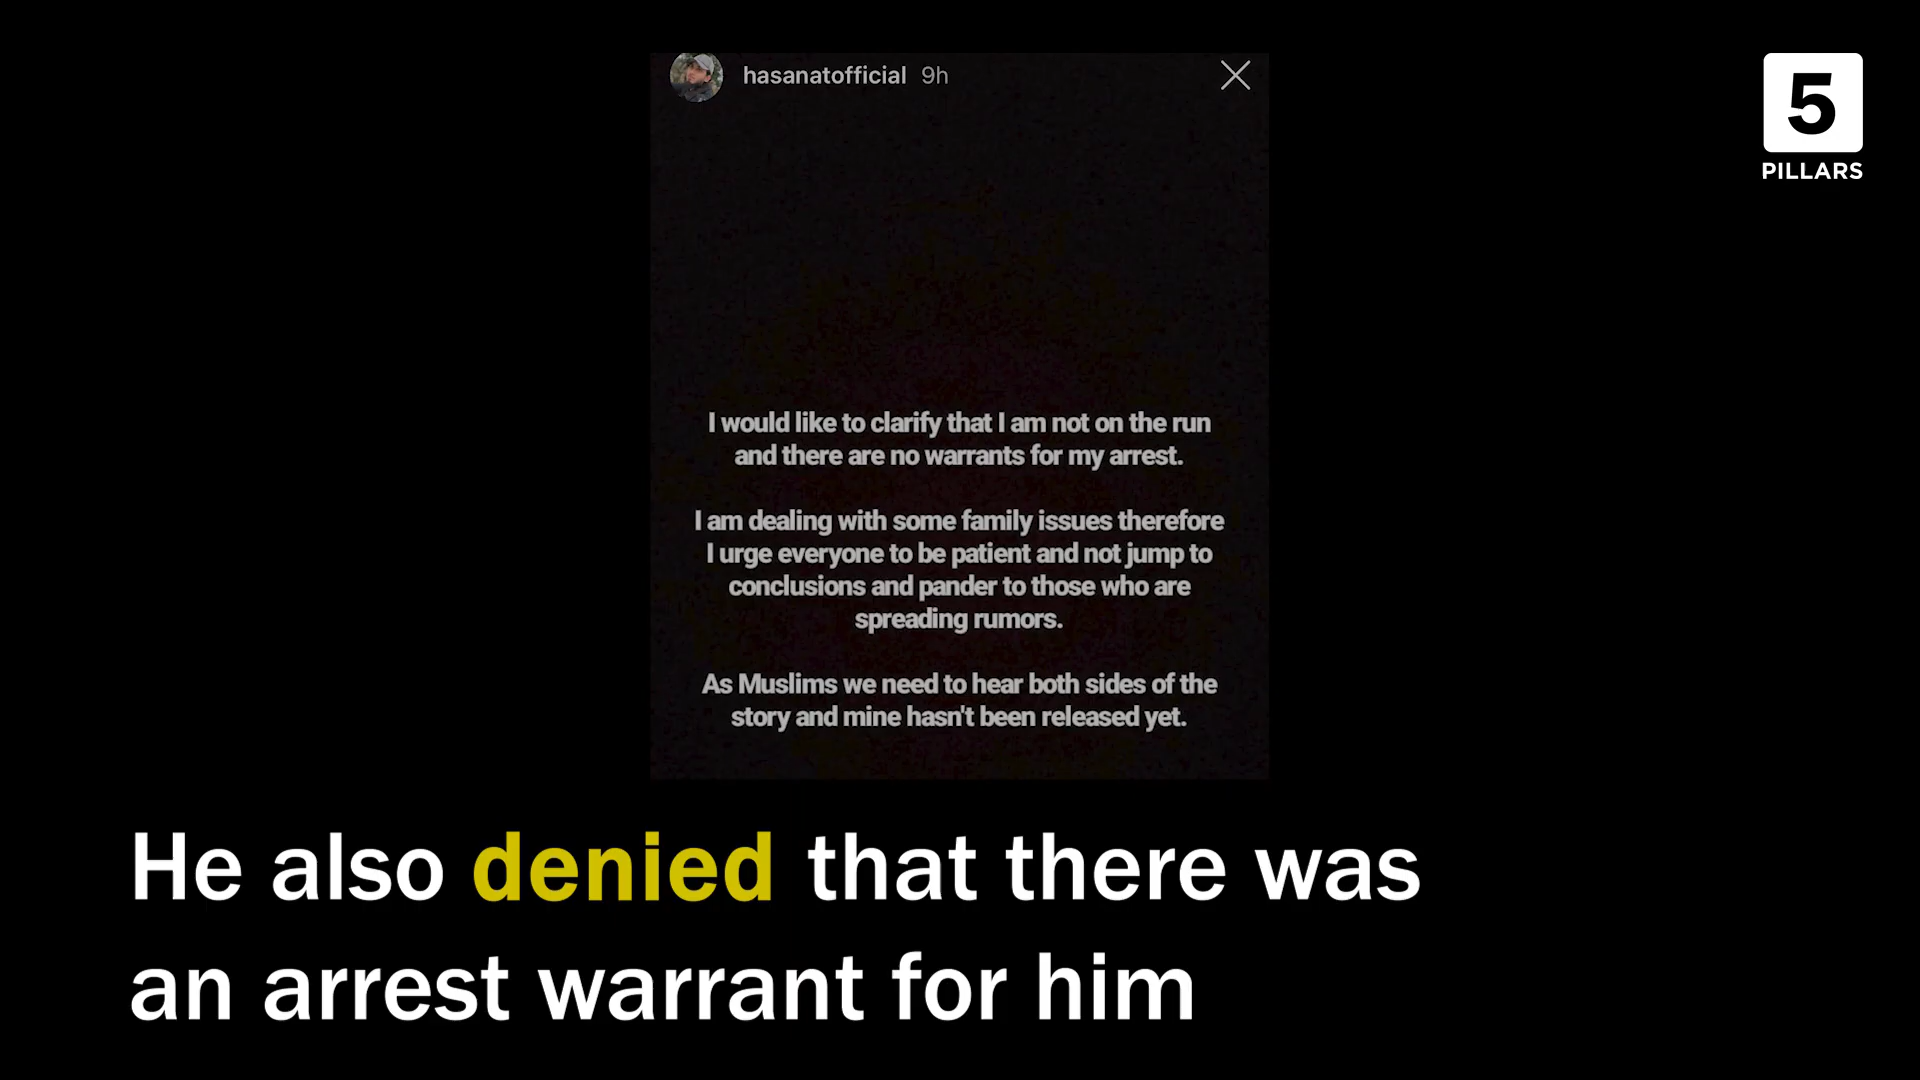 hasanatofficial 9h
5
PILLARS
I would like to clarify that I am not on the run
and there are no warrants for my arrest.
I am dealing with some family issues therefore
I urge everyone to be patient and not jump to
conclusions and pander to those who are
spreading rumors.
As Muslims we need to hear both sides of the
story and mine hasn't been released yet.
He also denied that there was
an arrest warrant for him